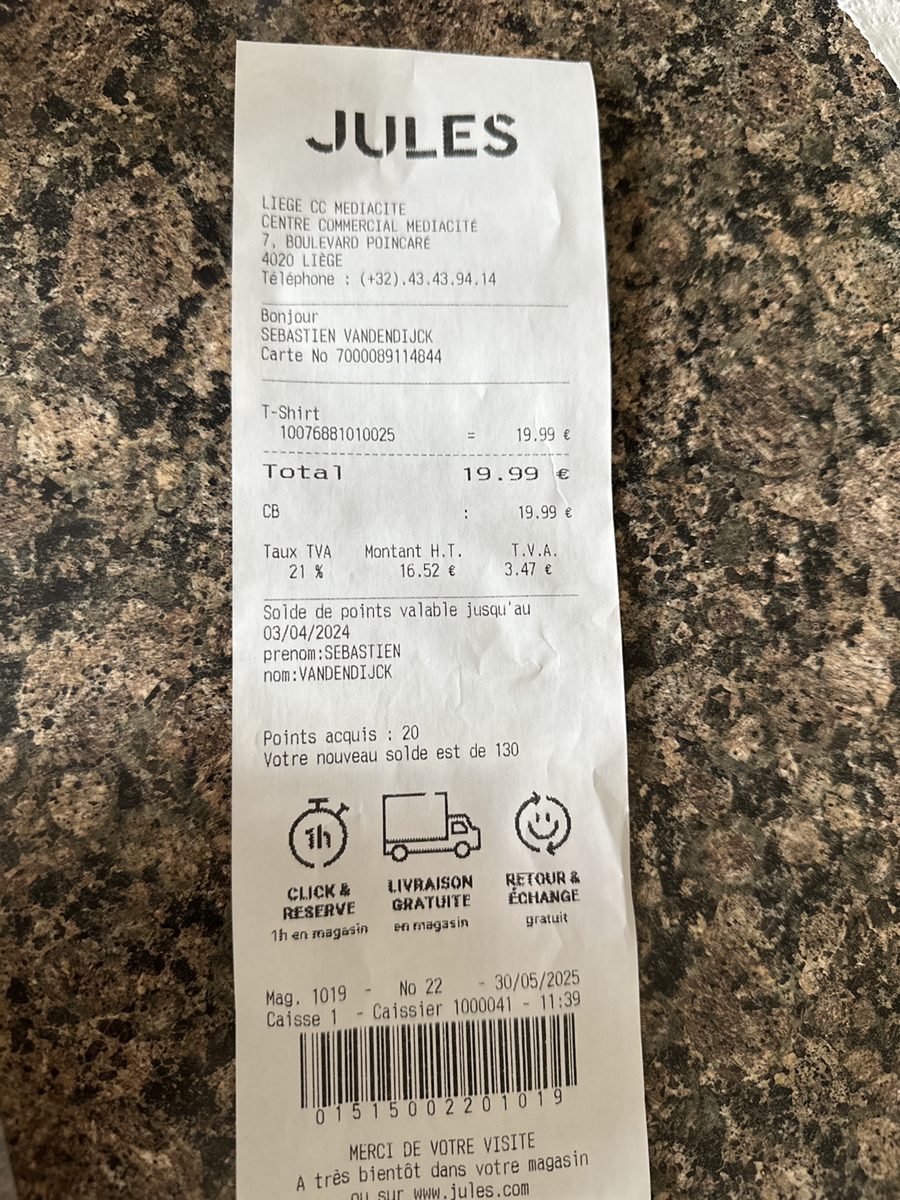 JULES
LIEGE CC MEDIACITE
CENTRE COMMERCIAL MEDIACITÉ
7, BOULEVARD POINCARÉ
4020 LIÈGE
Téléphone : (+32).43.43.94.14
Bonjour
SEBASTIEN VANDENDIJCK
Carte No 7000089114844
T-Shirt
10076881010025 = 19.99 €
Total 19.99 €
CB : 19.99 €
Taux TVA Montant H.T. T.V.A.
21 % 16.52 € 3.47 €
Solde de points valable jusqu'au
03/04/2024
prenom:SEBASTIEN
nom:VANDENDIJCK
Points acquis : 20
Votre nouveau solde est de 130
1h
CLICK & RESERVE
1h en magasin
LIVRAISON GRATUITE
en magasin
RETOUR & ÉCHANGE
gratuit
Mag. 1019 - No 22 - 30/05/2025
Caisse 1 - Caissier 1000041 - 11:39
01515002201019
MERCI DE VOTRE VISITE
A très bientôt dans votre magasin
ou sur www.jules.com